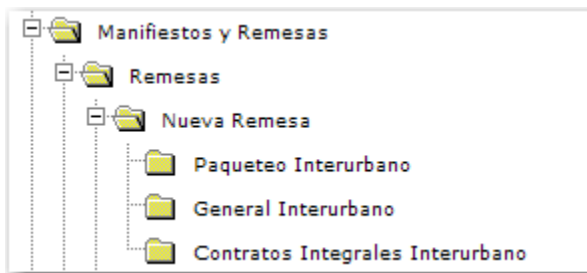 Manifiestos y Remesas
Remesas
Nueva Remesa
Paqueteo Interurbano
General Interurbano
Contratos Integrales Interurbano